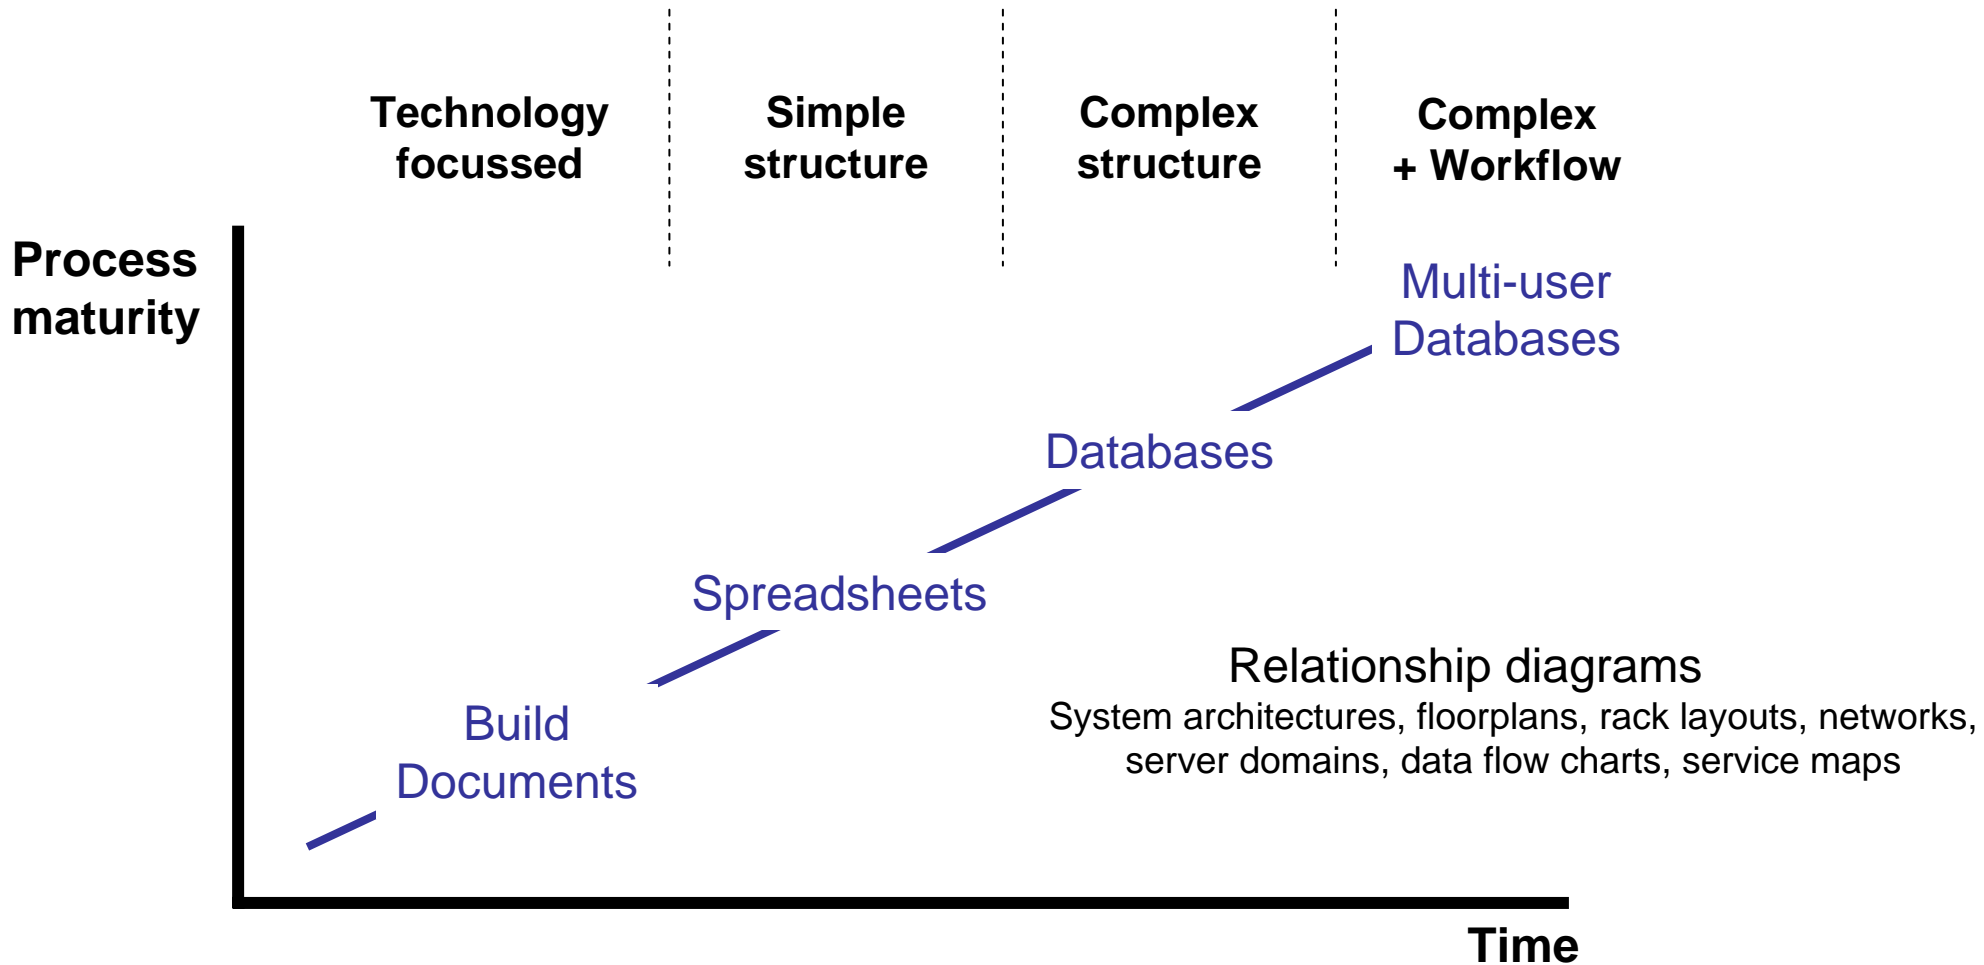 Technology
focussed
Simple
structure
Complex
structure
Complex
+ Workflow
Process
maturity
Multi-user
Databases
Databases
Spreadsheets
Build
Documents
Relationship diagrams
System architectures, floorplans, rack layouts, networks,
server domains, data flow charts, service maps
Time